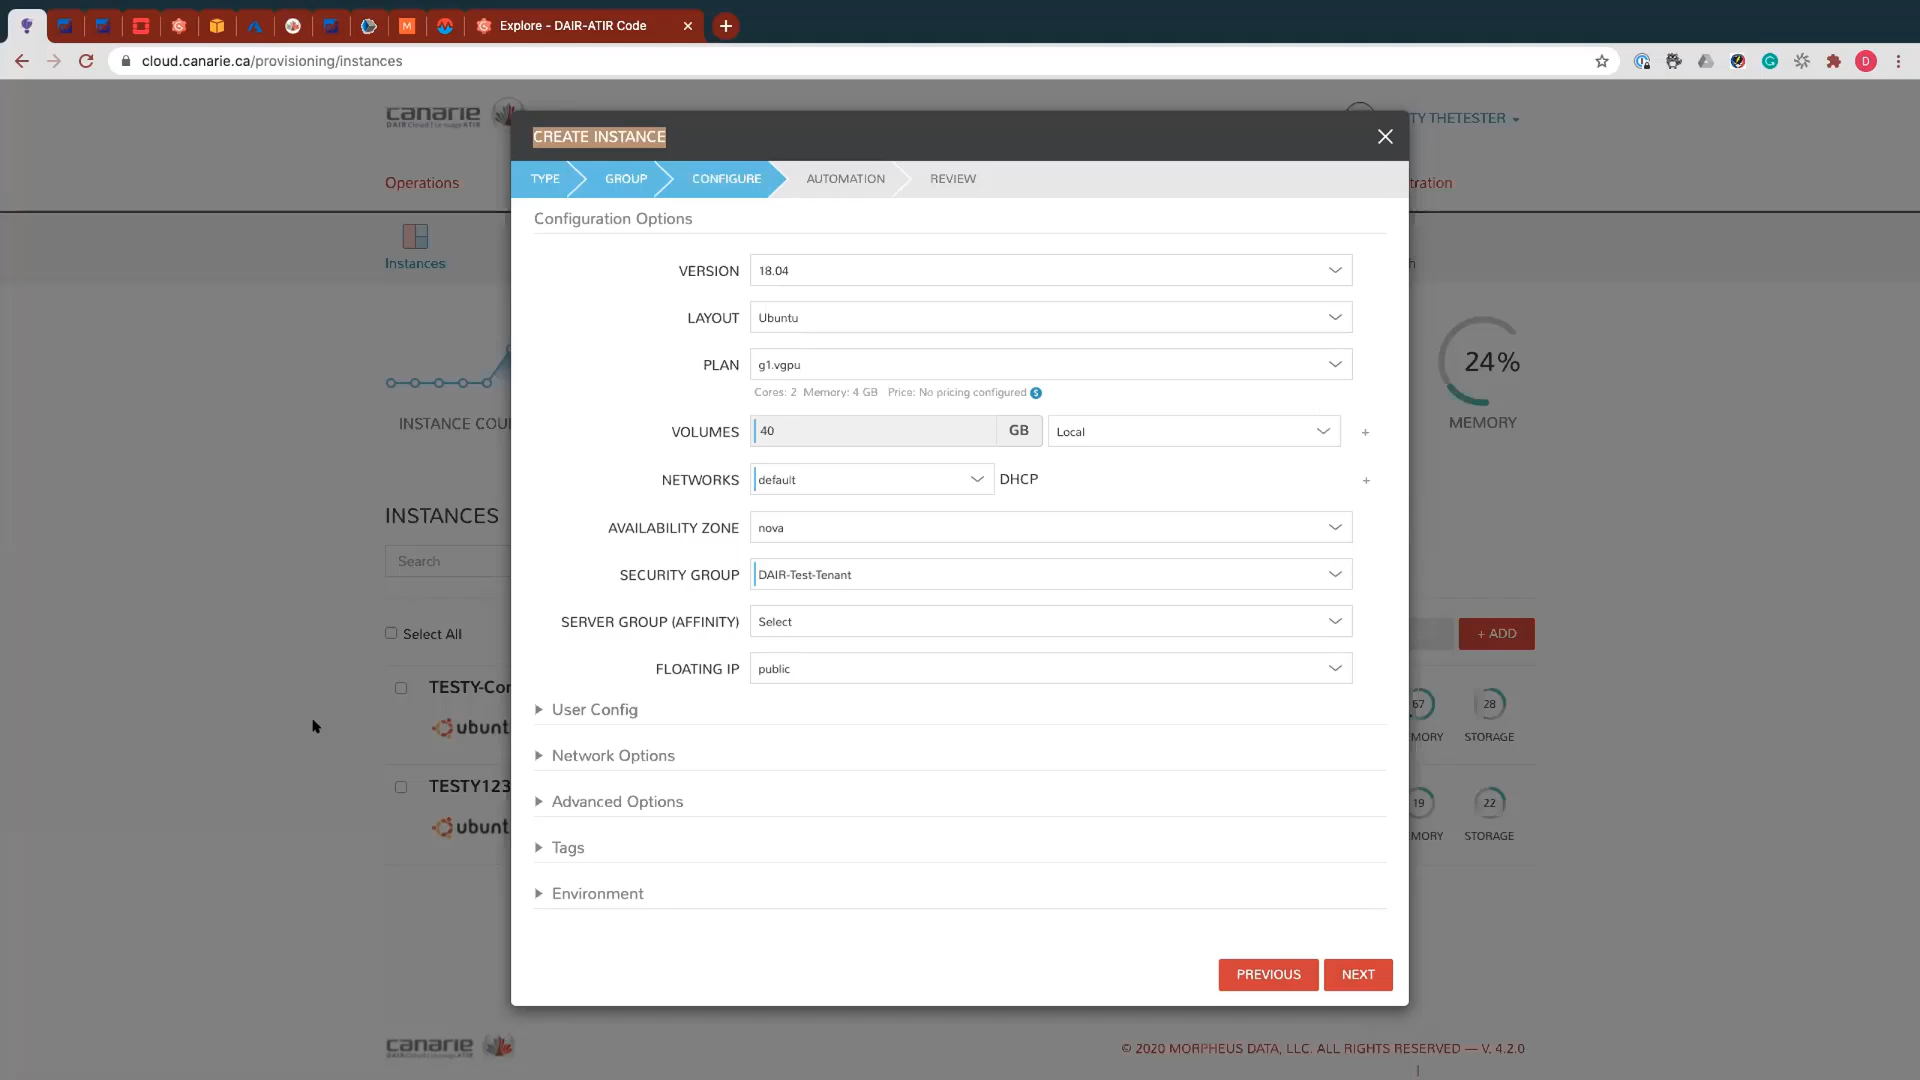 Explore - DAIR-ATIR Code
cloud.canarie.ca/provisioning/instances
D
canarie
TY THETESTER
CREATE INSTANCE
Operations
TYPE
GROUP
CONFIGURE
AUTOMATION
REVIEW
tration
Configuration Options
Instances
h
VERSION 18.04
LAYOUT Ubuntu
PLAN g1.vgpu
Cores: 2 Memory: 4 GB Price: No pricing configured
24%
MEMORY
INSTANCE COU
VOLUMES 40 GB Local +
NETWORKS default DHCP +
INSTANCES
AVAILABILITY ZONE nova
Search
SECURITY GROUP DAIR-Test-Tenant
SERVER GROUP (AFFINITY) Select
Select All
+ ADD
FLOATING IP public
TESTY-Con
ubunt
67
28
MORY
STORAGE
User Config
Network Options
TESTY123
ubunt
19
22
MORY
STORAGE
Advanced Options
Tags
Environment
PREVIOUS
NEXT
canarie
© 2020 MORPHEUS DATA, LLC. ALL RIGHTS RESERVED — V. 4.2.0